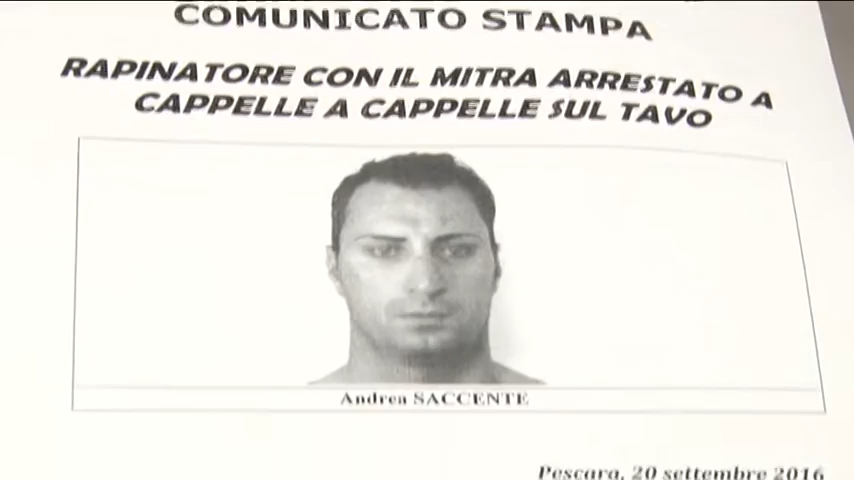 COMUNICATO STAMPA
RAPINATORE CON IL MITRA ARRESTATO A
CAPPELLE A CAPPELLE SUL TAVO
Andrea SACCENTE
Pescara, 20 settembre 2016